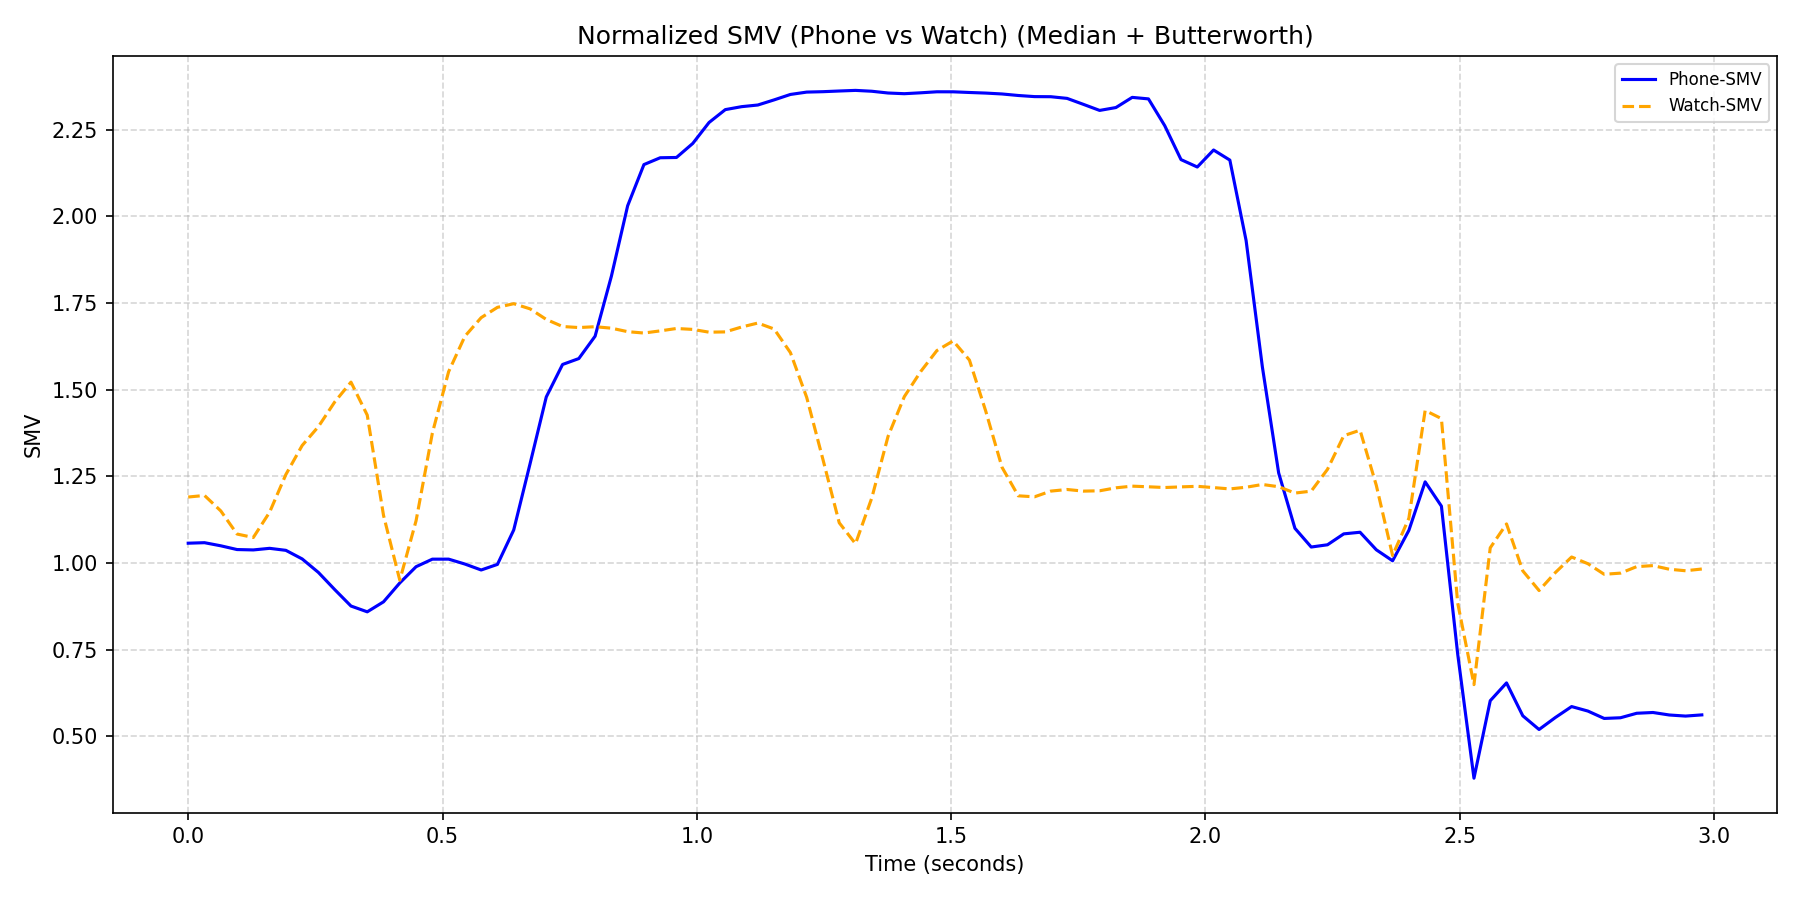 Normalized SMV (Phone vs Watch) (Median + Butterworth)
Phone-SMV
Watch-SMV
SMV
2.25
2.00
1.75
1.50
1.25
1.00
0.75
0.50
0.0 0.5 1.0 1.5 2.0 2.5 3.0
Time (seconds)